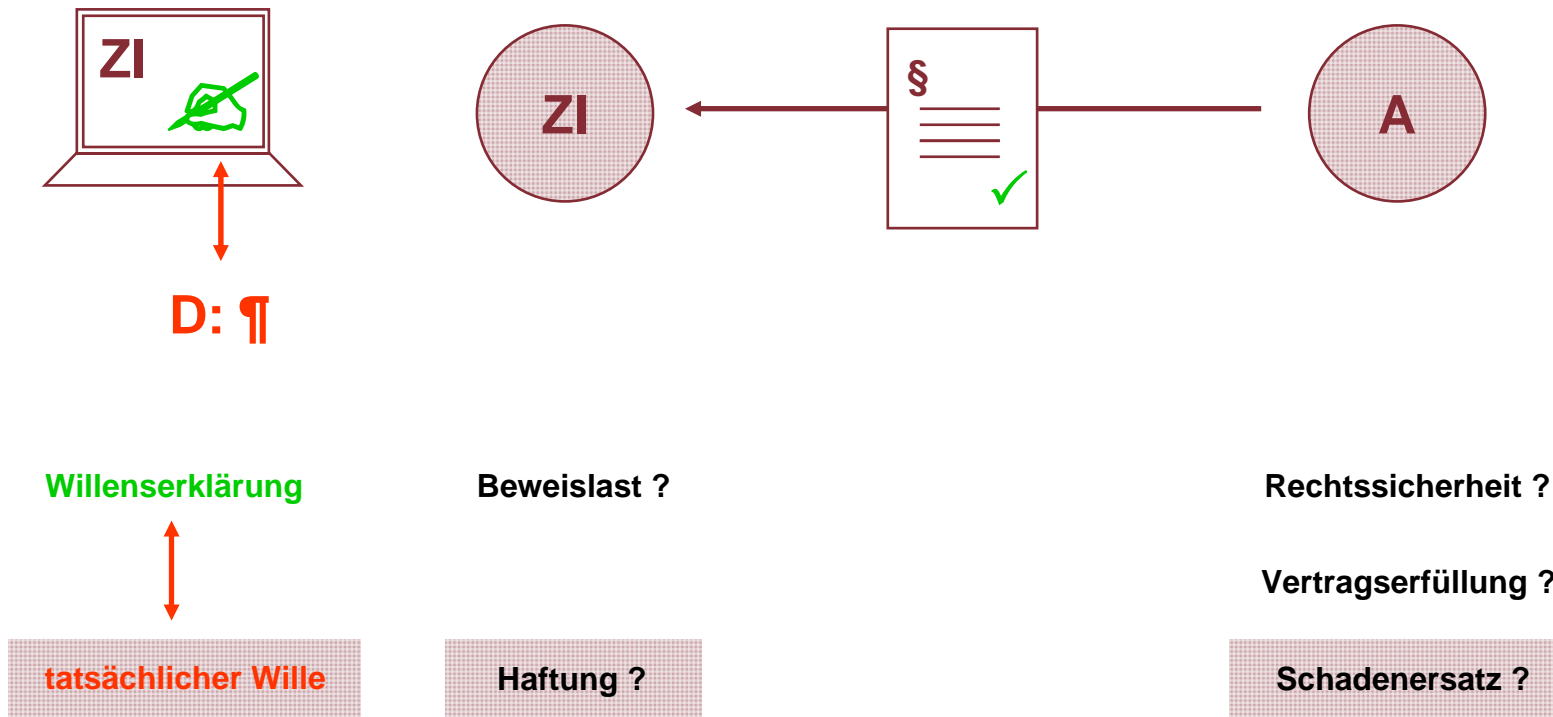 ZI
ZI
§
A
✓
D: ¶
Willenserklärung
Beweislast ?
Rechtssicherheit ?
Vertragserfüllung ?
tatsächlicher Wille
Haftung ?
Schadenersatz ?